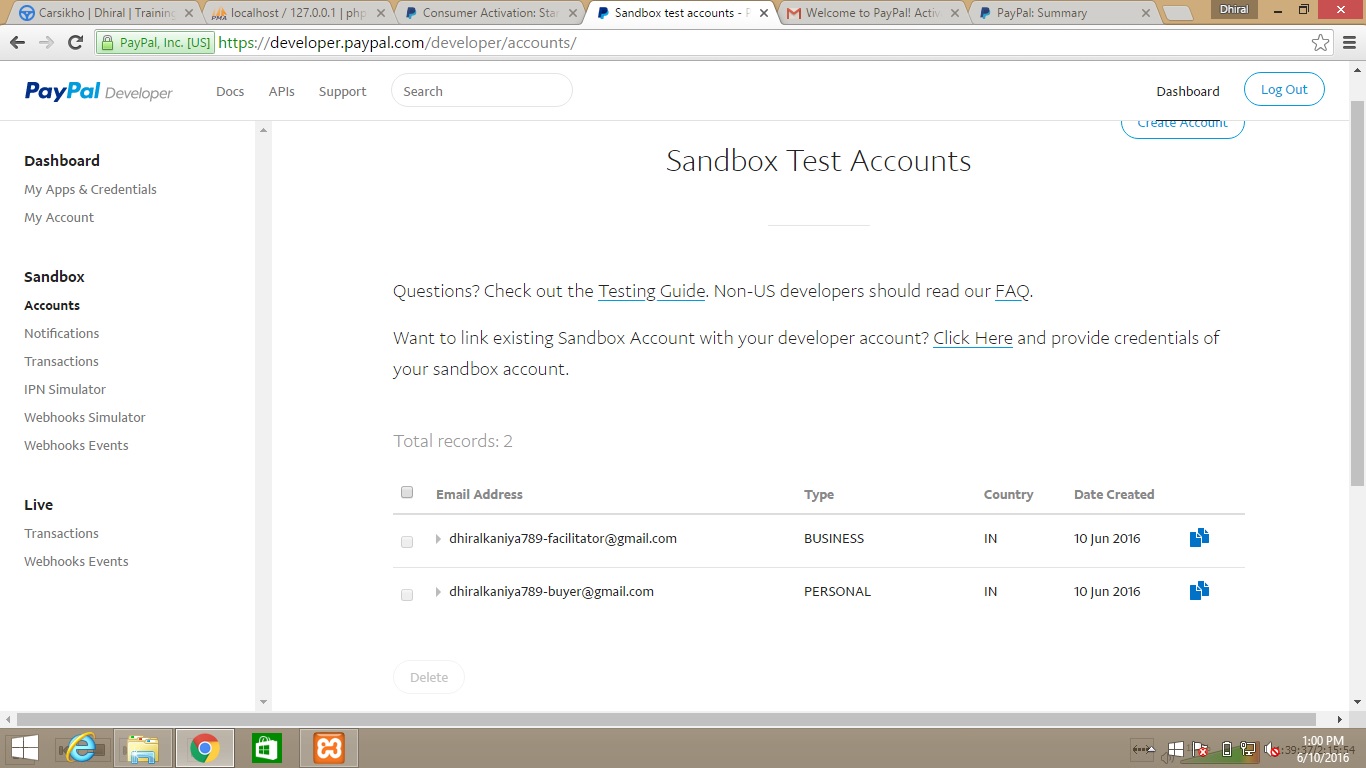 Carsikho | Dhiral | Training
localhost / 127.0.0.1 | php
Consumer Activation: Star
Sandbox test accounts - P
Welcome to PayPal! Activ
PayPal: Summary
Dhiral
PayPal, Inc. [US] https://developer.paypal.com/developer/accounts/
PayPal Developer
Docs
APIs
Support
Search
Dashboard
Log Out
Create Account
Dashboard
My Apps & Credentials
My Account
Sandbox
Accounts
Notifications
Transactions
IPN Simulator
Webhooks Simulator
Webhooks Events
Live
Transactions
Webhooks Events
Sandbox Test Accounts
Questions? Check out the Testing Guide. Non-US developers should read our FAQ.
Want to link existing Sandbox Account with your developer account? Click Here and provide credentials of
your sandbox account.
Total records: 2
Email Address Type Country Date Created
dhiralkaniya789-facilitator@gmail.com BUSINESS IN 10 Jun 2016
dhiralkaniya789-buyer@gmail.com PERSONAL IN 10 Jun 2016
Delete
1:00 PM
6/10/2016